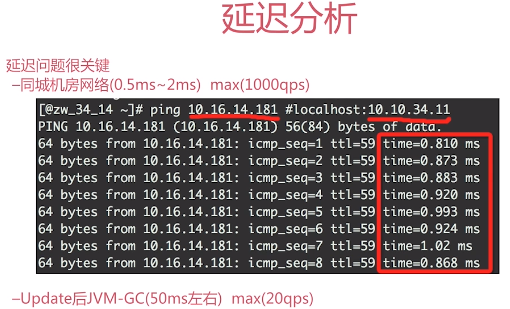 延迟分析
延迟问题很关键
–同城机房网络(0.5ms~2ms) max(1000qps)
[@zw_34_14 ~]# ping 10.16.14.181 #localhost:10.10.34.11
PING 10.16.14.181 (10.16.14.181) 56(84) bytes of data.
64 bytes from 10.16.14.181: icmp_seq=1 ttl=59 time=0.810 ms
64 bytes from 10.16.14.181: icmp_seq=2 ttl=59 time=0.873 ms
64 bytes from 10.16.14.181: icmp_seq=3 ttl=59 time=0.883 ms
64 bytes from 10.16.14.181: icmp_seq=4 ttl=59 time=0.920 ms
64 bytes from 10.16.14.181: icmp_seq=5 ttl=59 time=0.993 ms
64 bytes from 10.16.14.181: icmp_seq=6 ttl=59 time=0.924 ms
64 bytes from 10.16.14.181: icmp_seq=7 ttl=59 time=1.02 ms
64 bytes from 10.16.14.181: icmp_seq=8 ttl=59 time=0.868 ms
–Update后JVM-GC(50ms左右) max(20qps)